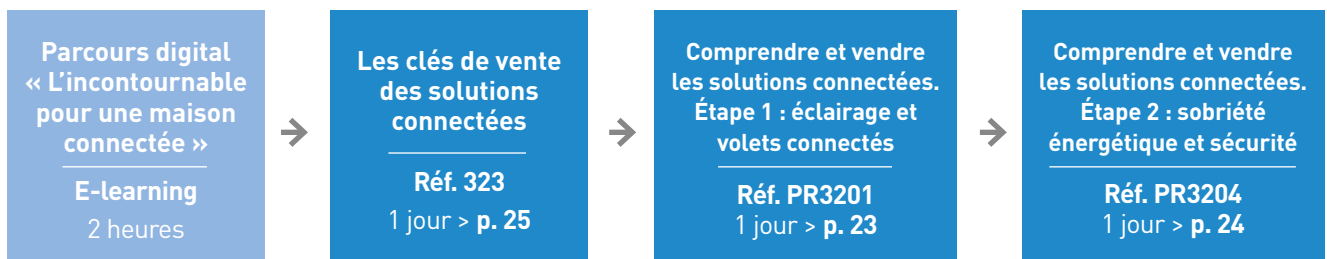 Parcours digital
« L'incontournable
pour une maison
connectée »
E-learning
2 heures
Les clés de vente
des solutions
connectées
Réf. 323
1 jour > p. 25
Comprendre et vendre
les solutions connectées.
Étape 1 : éclairage et
volets connectés
Réf. PR3201
1 jour > p. 23
Comprendre et vendre
les solutions connectées.
Étape 2 : sobriété
énergétique et sécurité
Réf. PR3204
1 jour > p. 24